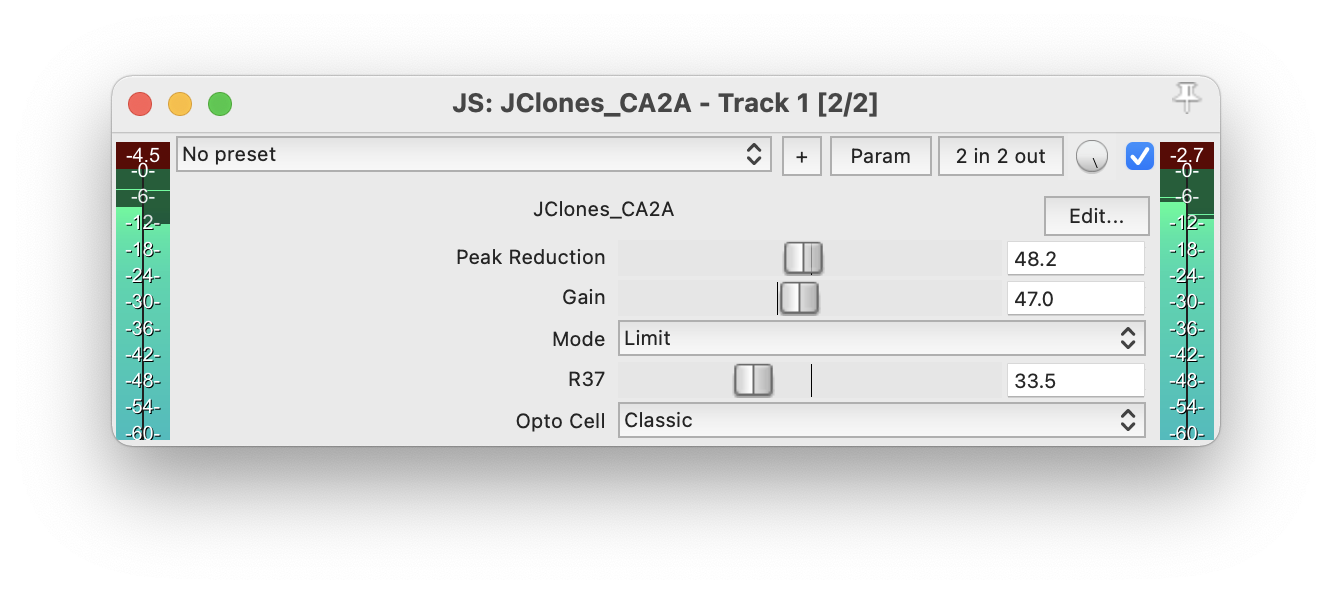 JS: JClones_CA2A - Track 1 [2/2]
-4.5
No preset
+
Param
2 in 2 out
-2.7
-0-
-6-
-12-
-18-
-24-
-30-
-36-
-42-
-48-
-54-
-60-
JClones_CA2A
Edit...
Peak Reduction 48.2
Gain 47.0
Mode Limit
R37 33.5
Opto Cell Classic
-0-
-6-
-12-
-18-
-24-
-30-
-36-
-42-
-48-
-54-
-60-